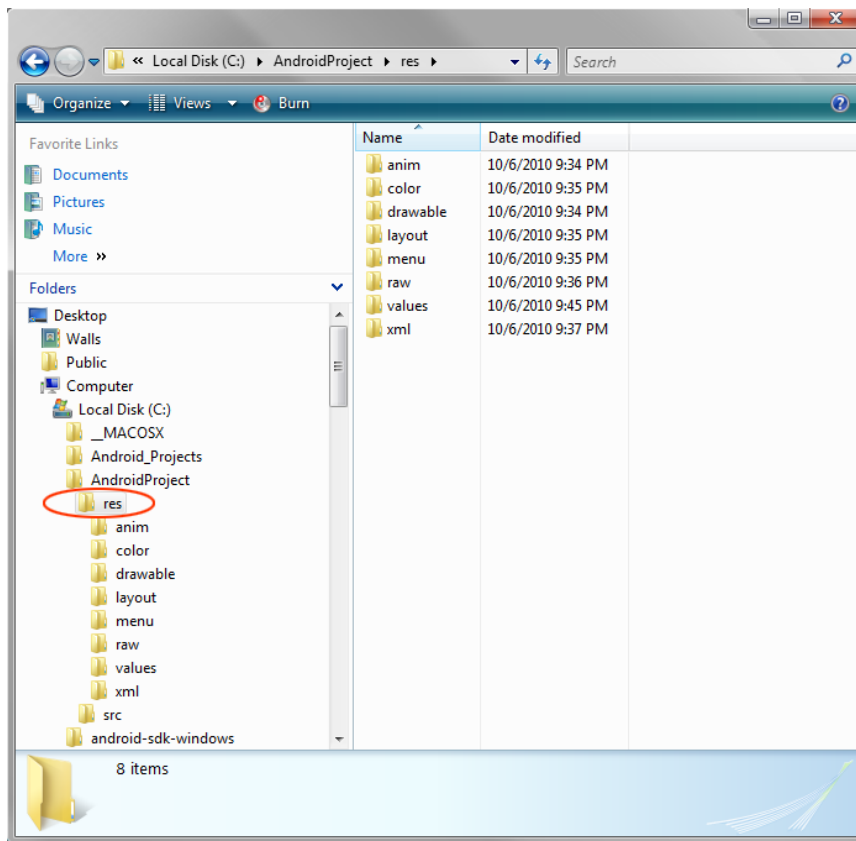 « Local Disk (C:) AndroidProject res Search
Organize Views Burn
Favorite Links
Documents
Pictures
Music
More »
Folders
Desktop
Walls
Public
Computer
Local Disk (C:)
__MACOSX
Android_Projects
AndroidProject
res
anim
color
drawable
layout
menu
raw
values
xml
src
android-sdk-windows
Name Date modified
anim 10/6/2010 9:34 PM
color 10/6/2010 9:35 PM
drawable 10/6/2010 9:34 PM
layout 10/6/2010 9:35 PM
menu 10/6/2010 9:35 PM
raw 10/6/2010 9:36 PM
values 10/6/2010 9:45 PM
xml 10/6/2010 9:37 PM
8 items